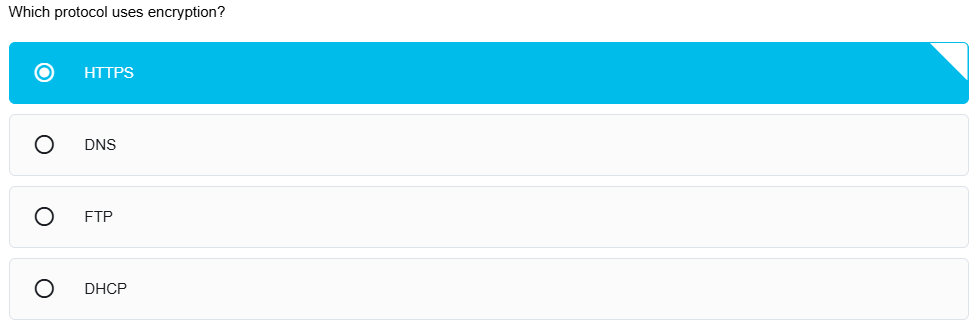 Which protocol uses encryption?
HTTPS
DNS
FTP
DHCP